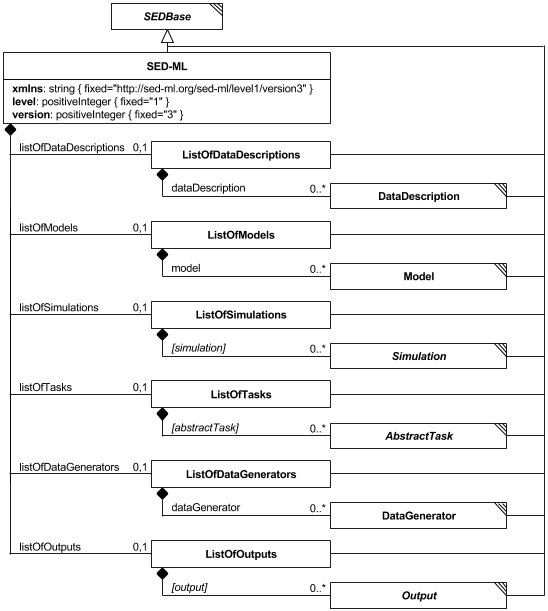 SEDBase
SED-ML
xmlns: string { fixed="http://sed-ml.org/sed-ml/level1/version3" }
level: positiveInteger { fixed="1" }
version: positiveInteger { fixed="3" }
listOfDataDescriptions 0,1 ListOfDataDescriptions
dataDescription 0..* DataDescription
listOfModels 0,1 ListOfModels
model 0..* Model
listOfSimulations 0,1 ListOfSimulations
[simulation] 0..* Simulation
listOfTasks 0,1 ListOfTasks
[abstractTask] 0..* AbstractTask
listOfDataGenerators 0,1 ListOfDataGenerators
dataGenerator 0..* DataGenerator
listOfOutputs 0,1 ListOfOutputs
[output] 0..* Output